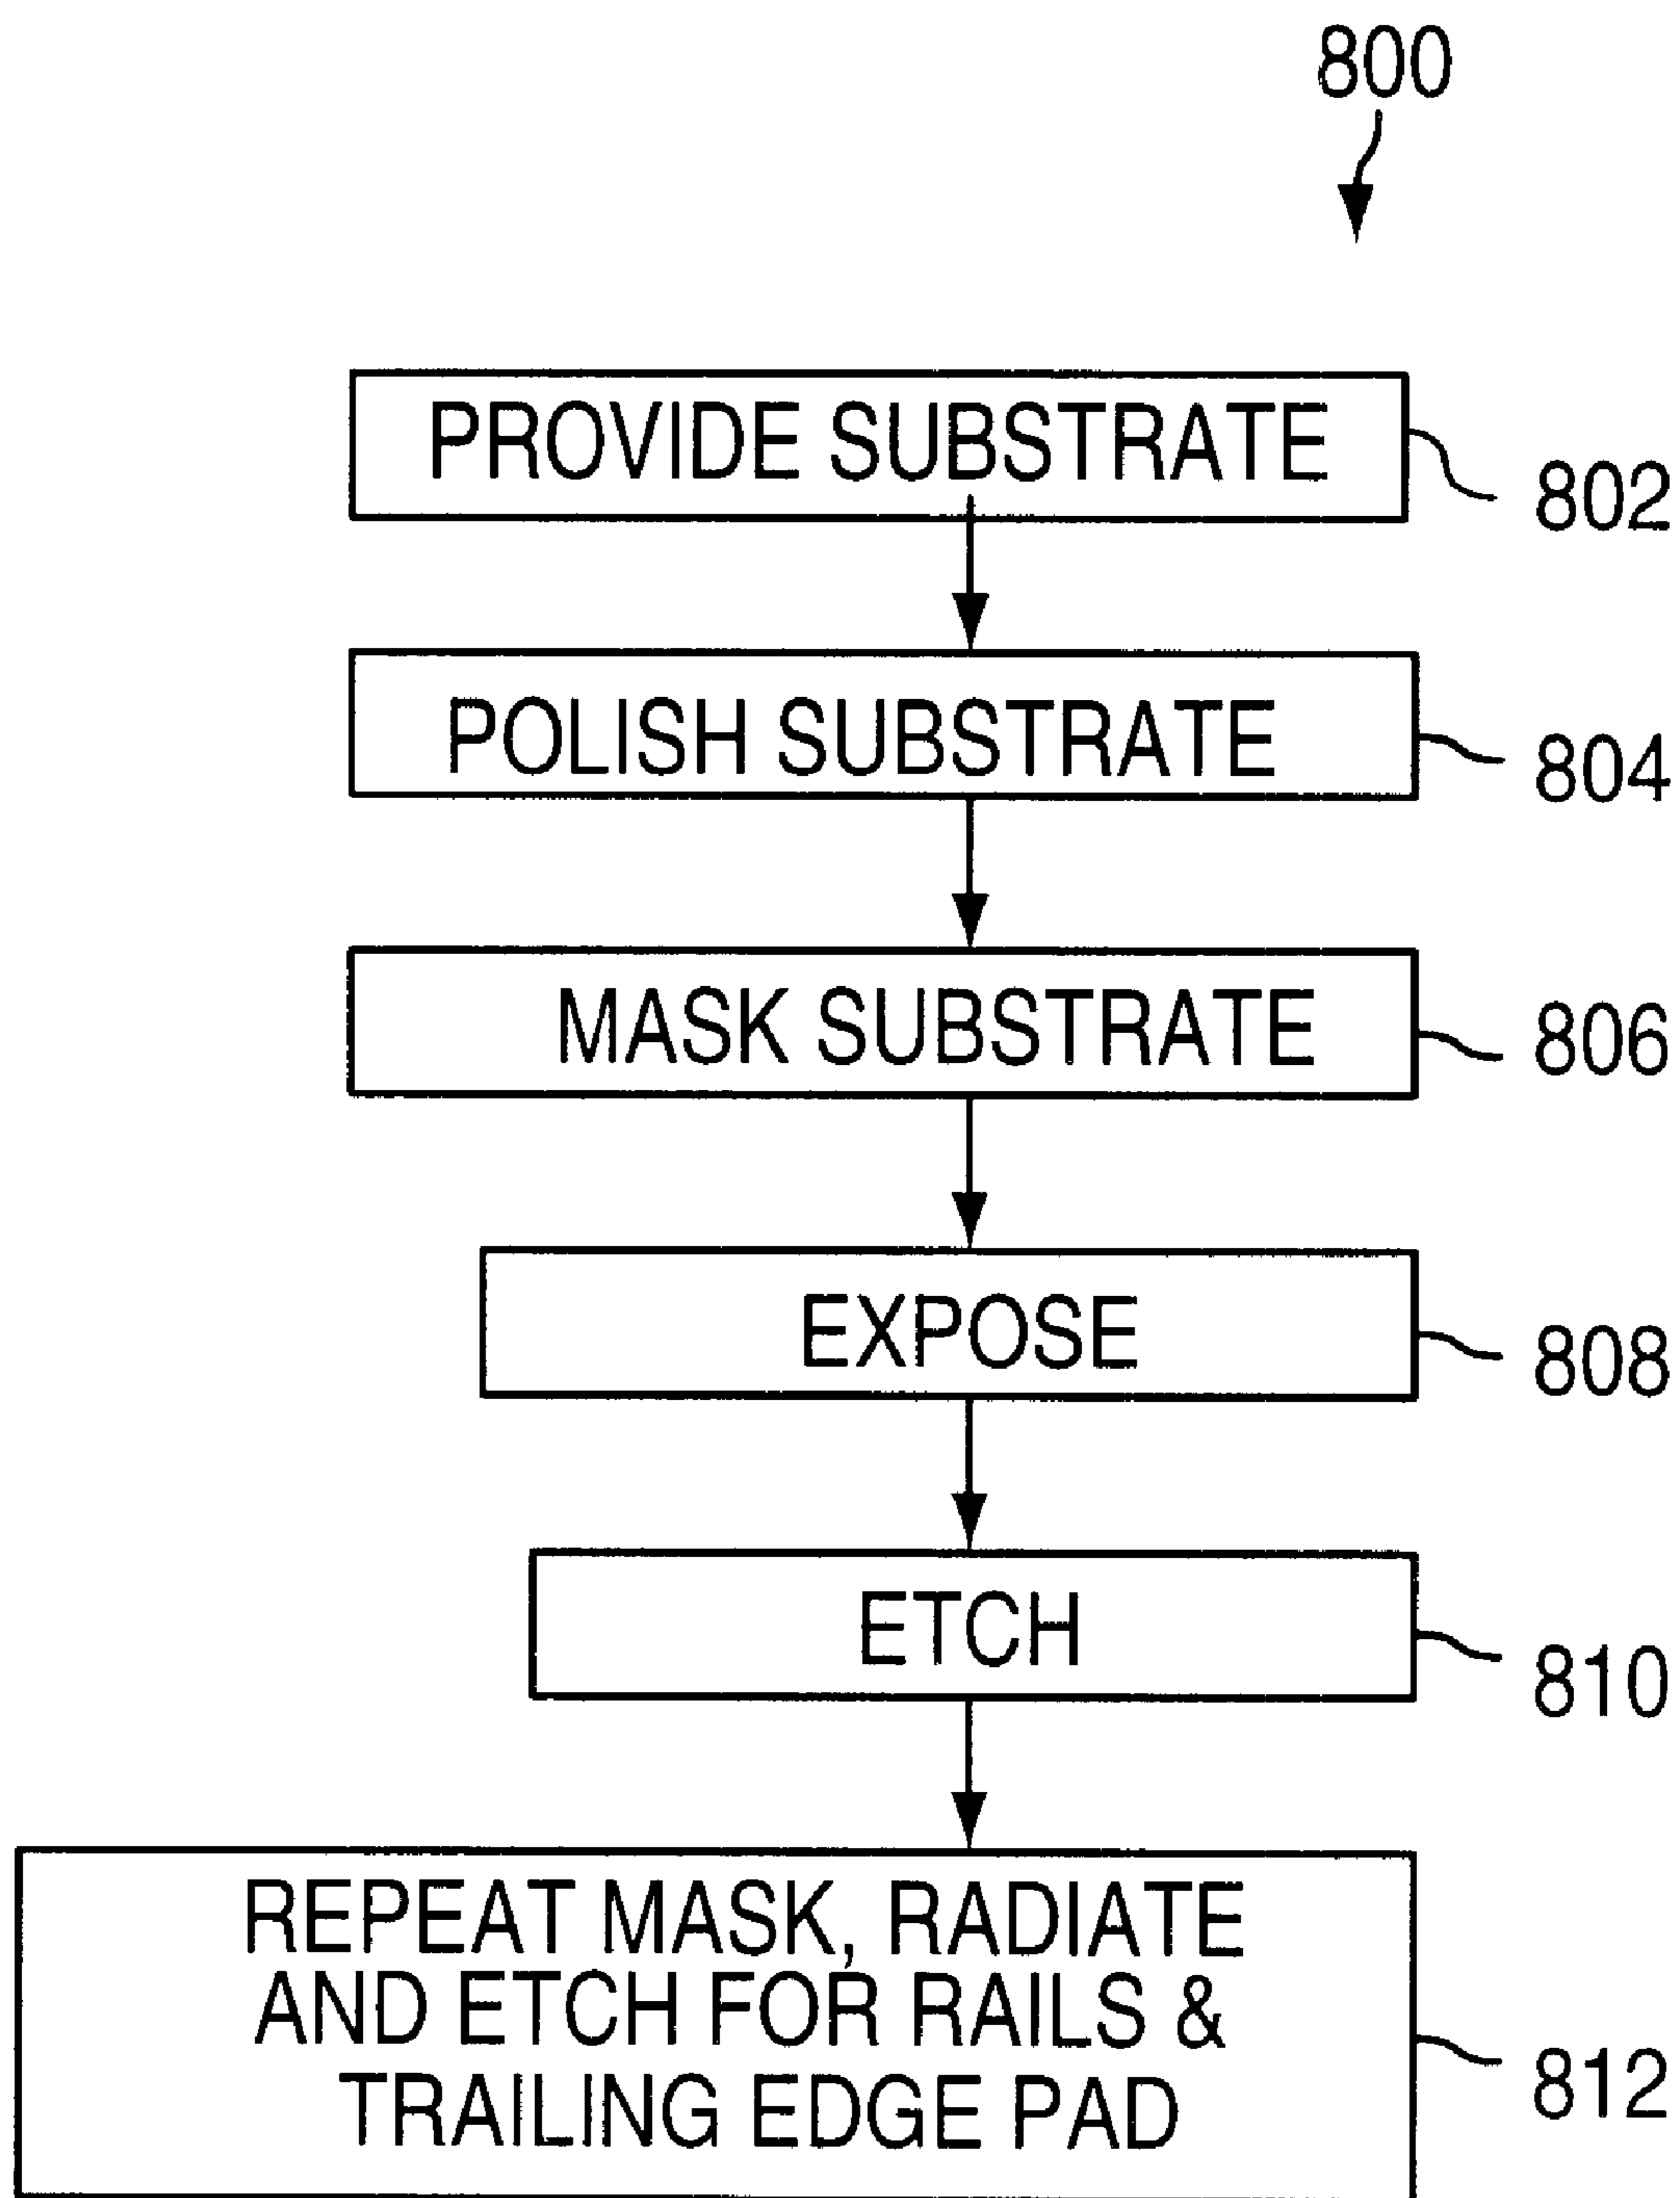 800
PROVIDE SUBSTRATE
802
POLISH SUBSTRATE
804
MASK SUBSTRATE
806
EXPOSE
808
ETCH
810
REPEAT MASK, RADIATE
AND ETCH FOR RAILS &
TRAILING EDGE PAD
812